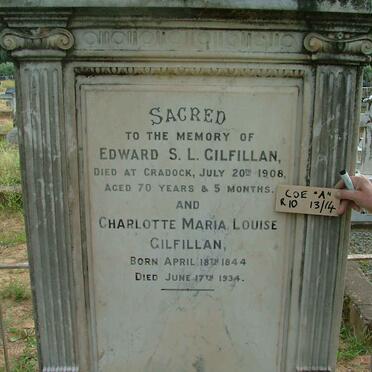 SACRED
TO THE MEMORY OF
EDWARD S. L. GILFILLAN,
DIED AT CRADOCK, JULY 20TH 1908,
AGED 70 YEARS & 5 MONTHS.
AND
CHARLOTTE MARIA LOUISE
GILFILLAN,
BORN APRIL 18TH 1844
DIED JUNE 17TH 1934.
COE "A"
R10 13/14